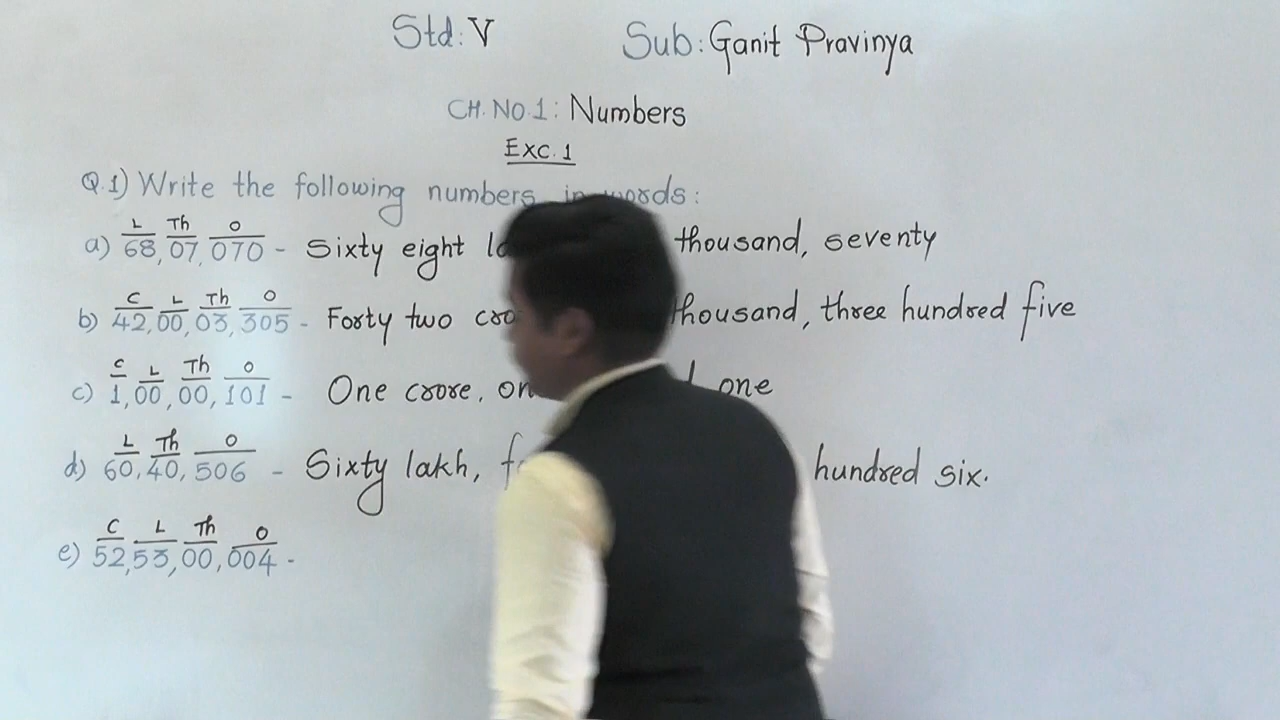 Std: V Sub: Ganit Pravinya
CH. NO 1: Numbers
Exc. 1
Q.1) Write the following numbers in words:
L Th O
a) 68,07,070 - Sixty eight thousand, seventy
C L Th O
b) 42,00,03,305 - Forty two thousand, three hundred five
C L Th O
c) 1,00,00,101 - One crore, one
L Th O
d) 60,40,506 - Sixty lakh, hundred six.
C L Th O
e) 52,53,00,004 -